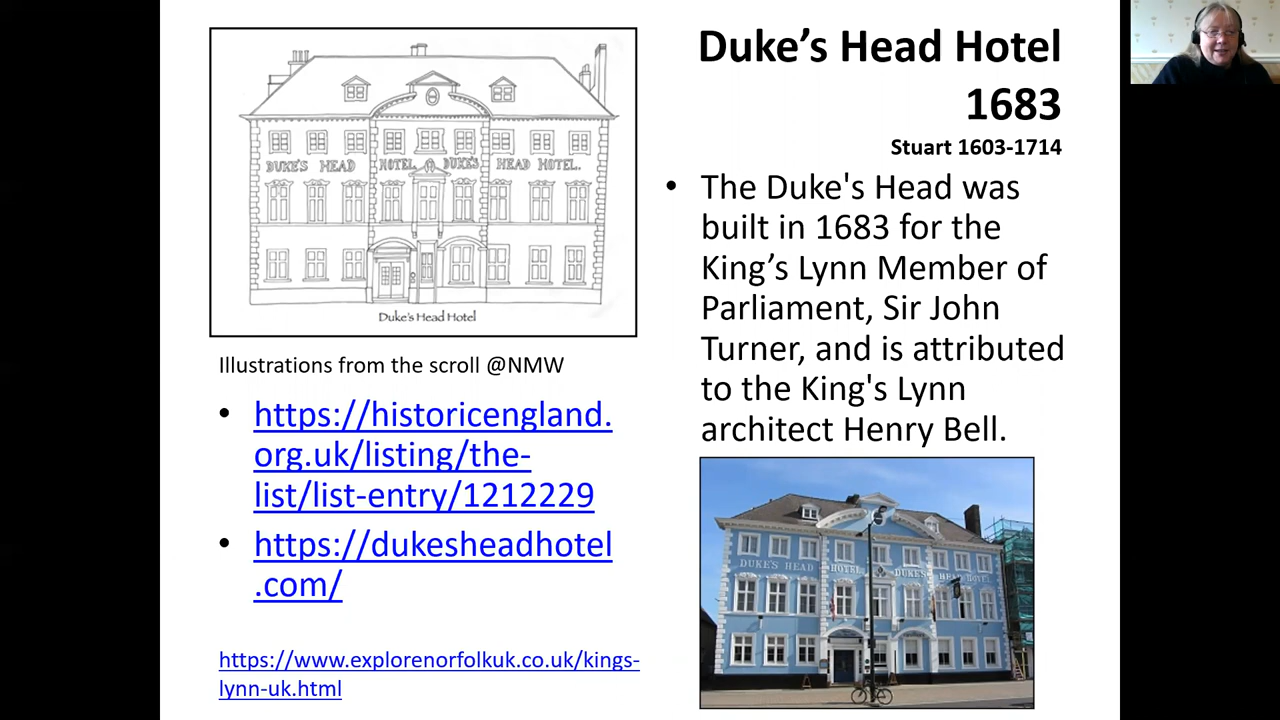 DUKE'S HEAD HOTEL DUKE'S HEAD HOTEL.
Duke's Head Hotel
Illustrations from the scroll @NMW
• https://historicengland.
org.uk/listing/the-
list/list-entry/1212229
• https://dukesheadhotel
.com/
https://www.explorenorfolkuk.co.uk/kings-
lynn-uk.html
Duke’s Head Hotel
1683
Stuart 1603-1714
• The Duke's Head was
built in 1683 for the
King’s Lynn Member of
Parliament, Sir John
Turner, and is attributed
to the King's Lynn
architect Henry Bell.
DUKE'S HEAD HOTEL DUKE'S HEAD HOTEL